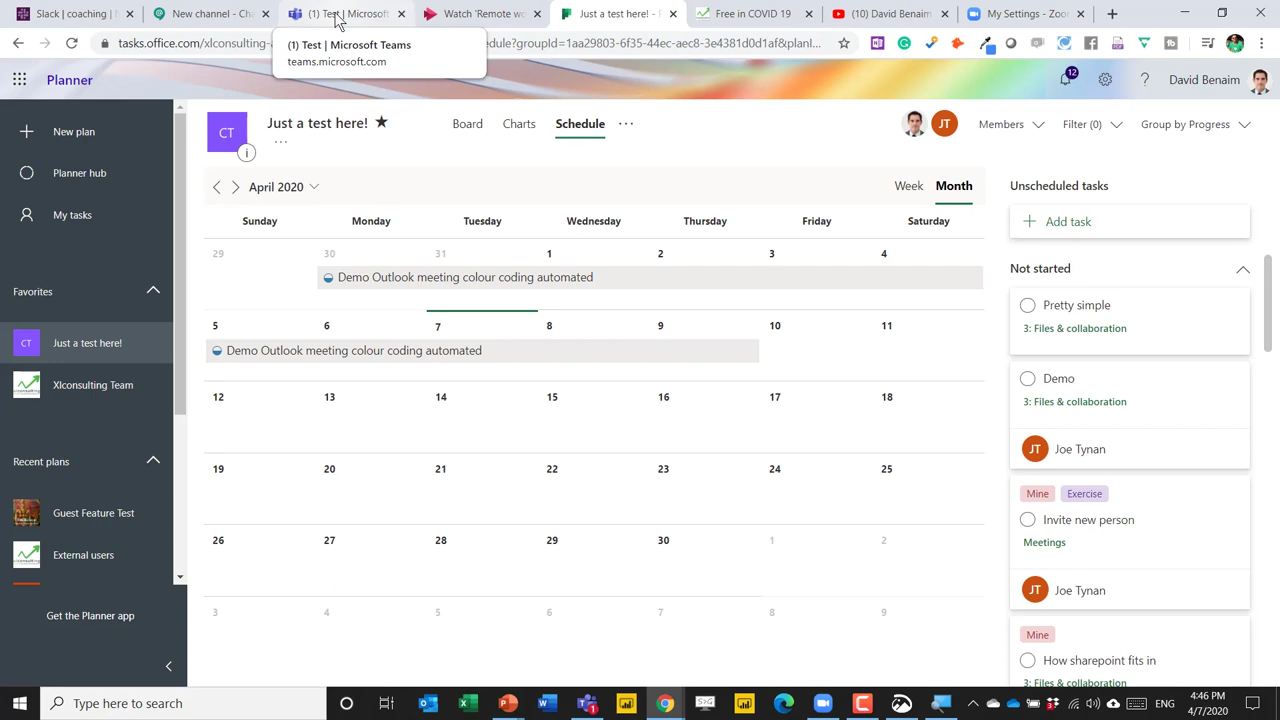 Slack | coaching | N
New channel - Cha
(1) Test | Microsoft
Watch 'Remote wo
Just a test here! - P
Live in COVID 19
(10) David Benaim
My Settings - Zoo
tasks.office.com/xlconsulting-
edule?groupId=1aa29803-6f35-44ec-aec8-3e4381d0d1af&planI...
(1) Test | Microsoft Teams
teams.microsoft.com
Planner
12
David Benaim
New plan
Planner hub
My tasks
Favorites
CT
Just a test here!
Xlconsulting Team
Recent plans
Guest Feature Test
External users
Get the Planner app
CT
Just a test here!
Board
Charts
Schedule
JT
Members
Filter (0)
Group by Progress
April 2020
Week
Month
Sunday
Monday
Tuesday
Wednesday
Thursday
Friday
Saturday
29 30 31 1 2 3 4
Demo Outlook meeting colour coding automated
5 6 7 8 9 10 11
Demo Outlook meeting colour coding automated
12 13 14 15 16 17 18
19 20 21 22 23 24 25
26 27 28 29 30 1 2
3 4 5 6 7 8 9
Unscheduled tasks
Add task
Not started
Pretty simple
3: Files & collaboration
Demo
3: Files & collaboration
JT
Joe Tynan
Mine
Exercise
Invite new person
Meetings
JT
Joe Tynan
Mine
How sharepoint fits in
3: Files & collaboration
Type here to search
ENG
4:46 PM
4/7/2020